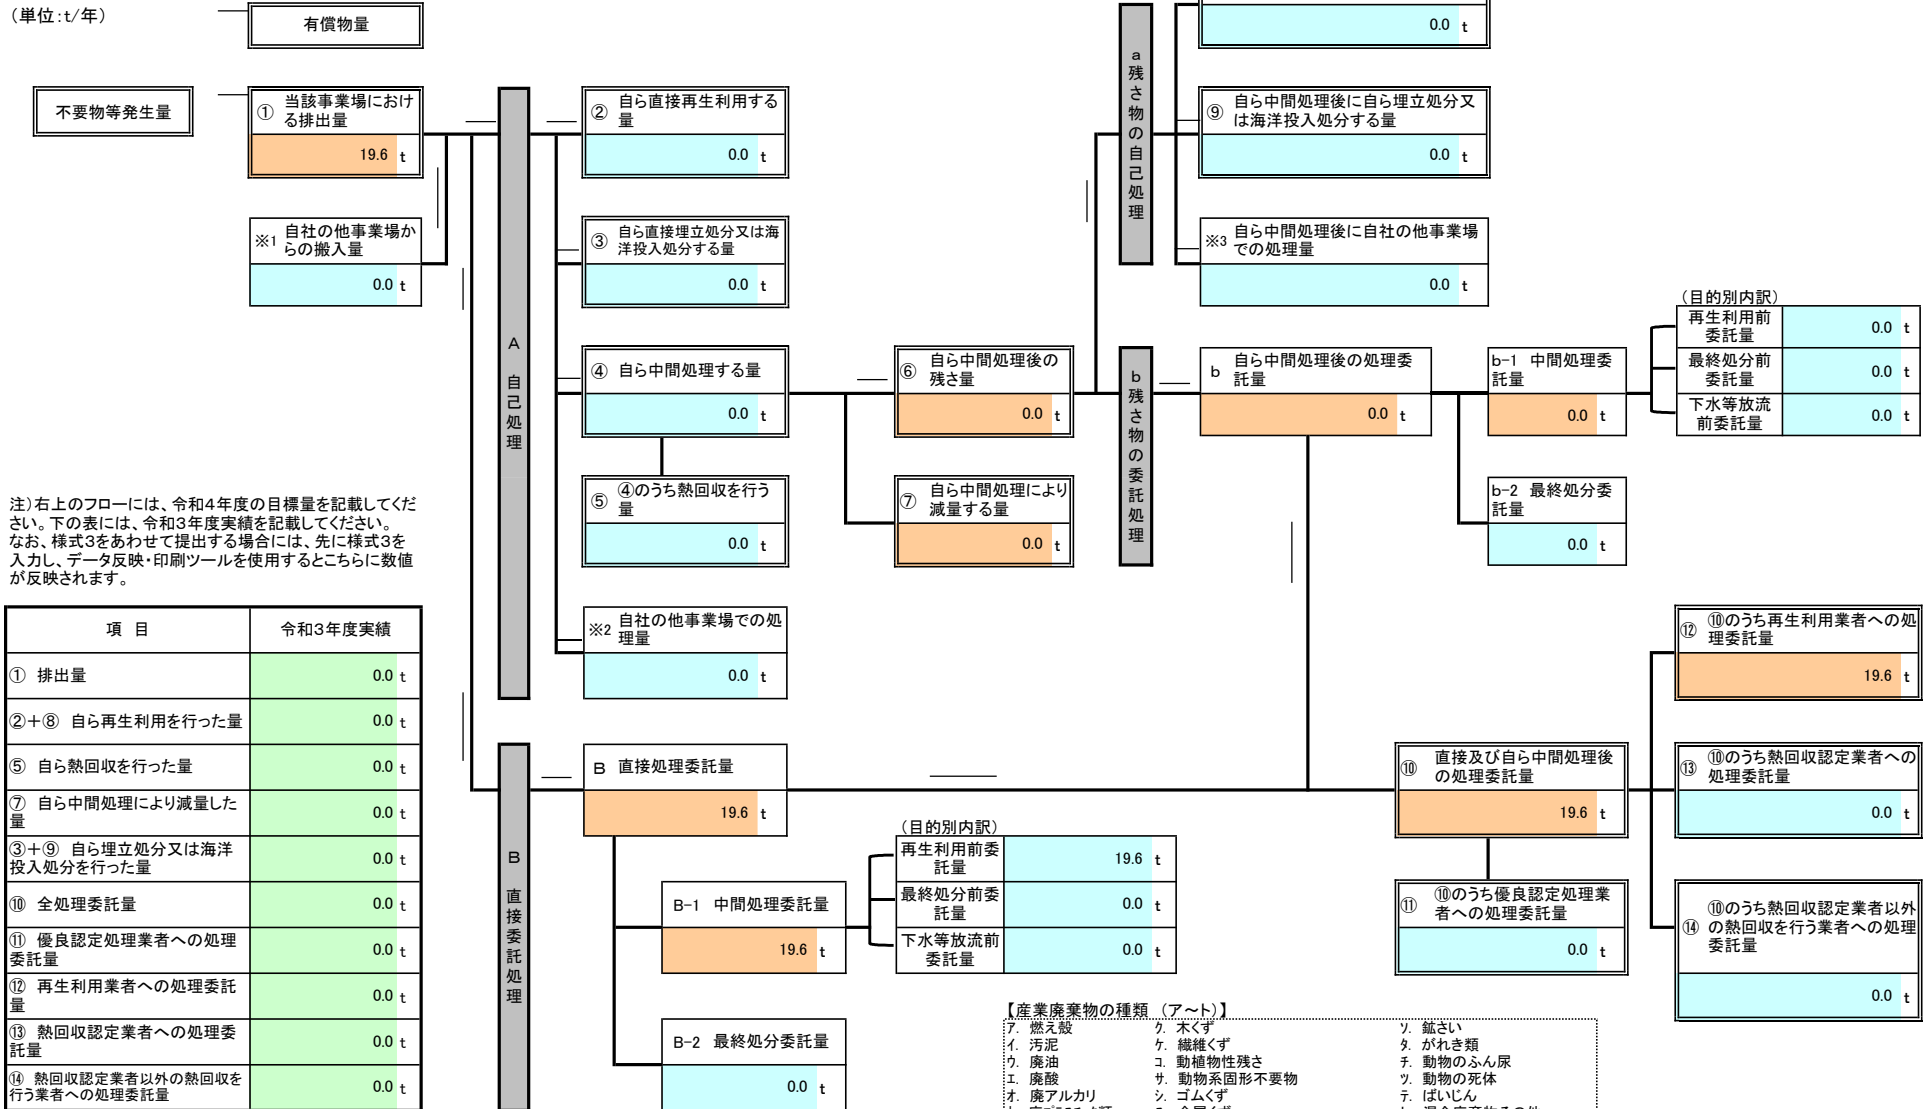 (単位:t/年)
有償物量
0.0 t
不要物等発生量
① 当該事業場におけ
る排出量
19.6 t
※1 自社の他事業場か
らの搬入量
0.0 t
A 自己処理
② 自ら直接再生利用する
量
0.0 t
③ 自ら直接埋立処分又は海
洋投入処分する量
0.0 t
④ 自ら中間処理する量
0.0 t
⑤ ④のうち熱回収を行う
量
0.0 t
※2 自社の他事業場での処
理量
0.0 t
⑥ 自ら中間処理後の
残さ量
0.0 t
⑦ 自ら中間処理により
減量する量
0.0 t
a 残さ物の自己処理
⑨ 自ら中間処理後に自ら埋立処分又
は海洋投入処分する量
0.0 t
※3 自ら中間処理後に自社の他事業場
での処理量
0.0 t
b 残さ物の委託処理
b 自ら中間処理後の処理委
託量
0.0 t
b-1 中間処理委
託量
0.0 t
(目的別内訳)
再生利用前
委託量
0.0 t
最終処分前
委託量
0.0 t
下水等放流
前委託量
0.0 t
b-2 最終処分委
託量
0.0 t
注)右上のフローには、令和4年度の目標量を記載してくだ
さい。下の表には、令和3年度実績を記載してください。
なお、様式3をあわせて提出する場合には、先に様式3を
入力し、データ反映・印刷ツールを使用するとこちらに数値
が反映されます。
項 目 令和3年度実績
① 排出量 0.0 t
②+⑧ 自ら再生利用を行った量 0.0 t
⑤ 自ら熱回収を行った量 0.0 t
⑦ 自ら中間処理により減量した
量 0.0 t
③+⑨ 自ら埋立処分又は海洋
投入処分を行った量 0.0 t
⑩ 全処理委託量 0.0 t
⑪ 優良認定処理業者への処理
委託量 0.0 t
⑫ 再生利用業者への処理委託
量 0.0 t
⑬ 熱回収認定業者への処理委
託量 0.0 t
⑭ 熱回収認定業者以外の熱回収を
行う業者への処理委託量 0.0 t
B 直接委託処理
B 直接処理委託量
19.6 t
B-1 中間処理委託量
19.6 t
(目的別内訳)
再生利用前委
託量
19.6 t
最終処分前委
託量
0.0 t
下水等放流前
委託量
0.0 t
B-2 最終処分委託量
0.0 t
⑩ 直接及び自ら中間処理後
の処理委託量
19.6 t
⑪ ⑩のうち優良認定処理業
者への処理委託量
0.0 t
⑫ ⑩のうち再生利用業者への処
理委託量
19.6 t
⑬ ⑩のうち熱回収認定業者への
処理委託量
0.0 t
⑭ ⑩のうち熱回収認定業者以外
の熱回収を行う業者への処理
委託量
0.0 t
【産業廃棄物の種類 (ア~ト)】
ア. 燃え殻 ク. 木くず ソ. 鉱さい
イ. 汚泥 ケ. 繊維くず タ. がれき類
ウ. 廃油 コ. 動植物性残さ チ. 動物のふん尿
エ. 廃酸 サ. 動物系固形不要物 ツ. 動物の死体
オ. 廃アルカリ シ. ゴムくず テ. ばいじん